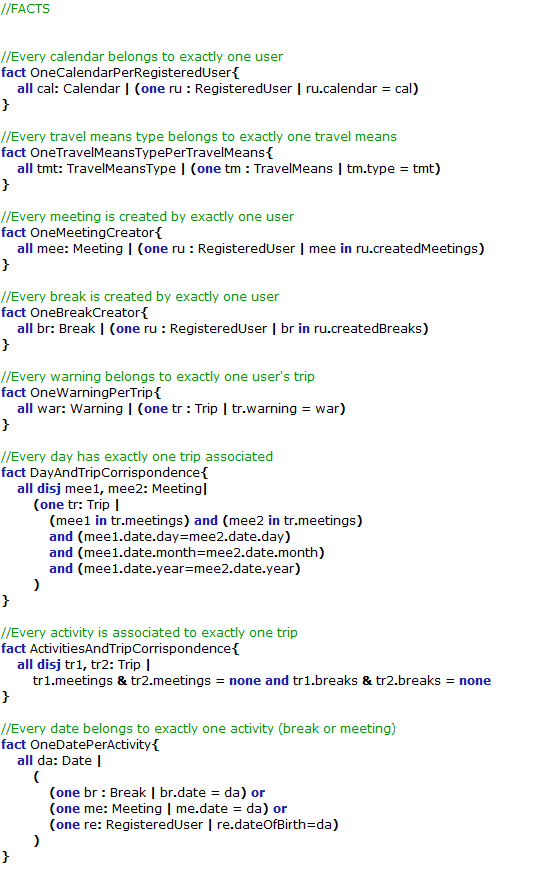 //FACTS
//Every calendar belongs to exactly one user
fact OneCalendarPerRegisteredUser{
all cal: Calendar | (one ru : RegisteredUser | ru.calendar = cal)
}
//Every travel means type belongs to exactly one travel means
fact OneTravelMeansTypePerTravelMeans{
all tmt: TravelMeansType | (one tm : TravelMeans | tm.type = tmt)
}
//Every meeting is created by exactly one user
fact OneMeetingCreator{
all mee: Meeting | (one ru : RegisteredUser | mee in ru.createdMeetings)
}
//Every break is created by exactly one user
fact OneBreakCreator{
all br: Break | (one ru : RegisteredUser | br in ru.createdBreaks)
}
//Every warning belongs to exactly one user's trip
fact OneWarningPerTrip{
all war: Warning | (one tr : Trip | tr.warning = war)
}
//Every day has exactly one trip associated
fact DayAndTripCorrispondence{
all disj mee1, mee2: Meeting|
(one tr: Trip |
(mee1 in tr.meetings) and (mee2 in tr.meetings)
and (mee1.date.day=mee2.date.day)
and (mee1.date.month=mee2.date.month)
and (mee1.date.year=mee2.date.year)
)
}
//Every activity is associated to exactly one trip
fact ActivitiesAndTripCorrispondence{
all disj tr1, tr2: Trip |
tr1.meetings & tr2.meetings = none and tr1.breaks & tr2.breaks = none
}
//Every date belongs to exactly one activity (break or meeting)
fact OneDatePerActivity{
all da: Date |
(
(one br : Break | br.date = da) or
(one me: Meeting | me.date = da) or
(one re: RegisteredUser | re.dateOfBirth=da)
)
}